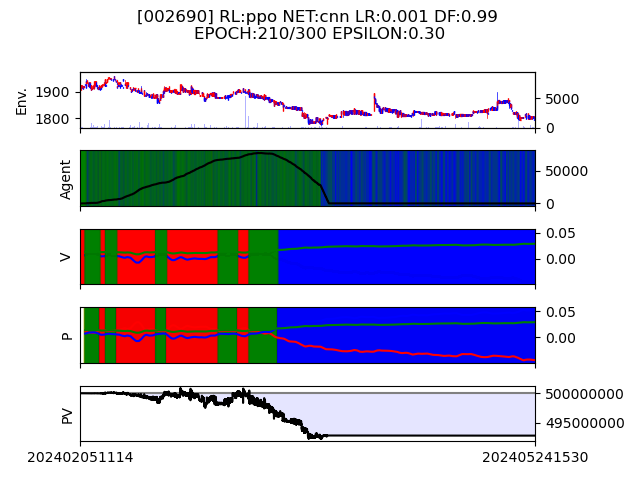 [002690] RL:ppo NET:cnn LR:0.001 DF:0.99
EPOCH:210/300 EPSILON:0.30
Env.
1900
1800
5000
0
Agent
50000
0
V
0.05
0.00
P
0.05
0.00
PV
500000000
495000000
202402051114
202405241530